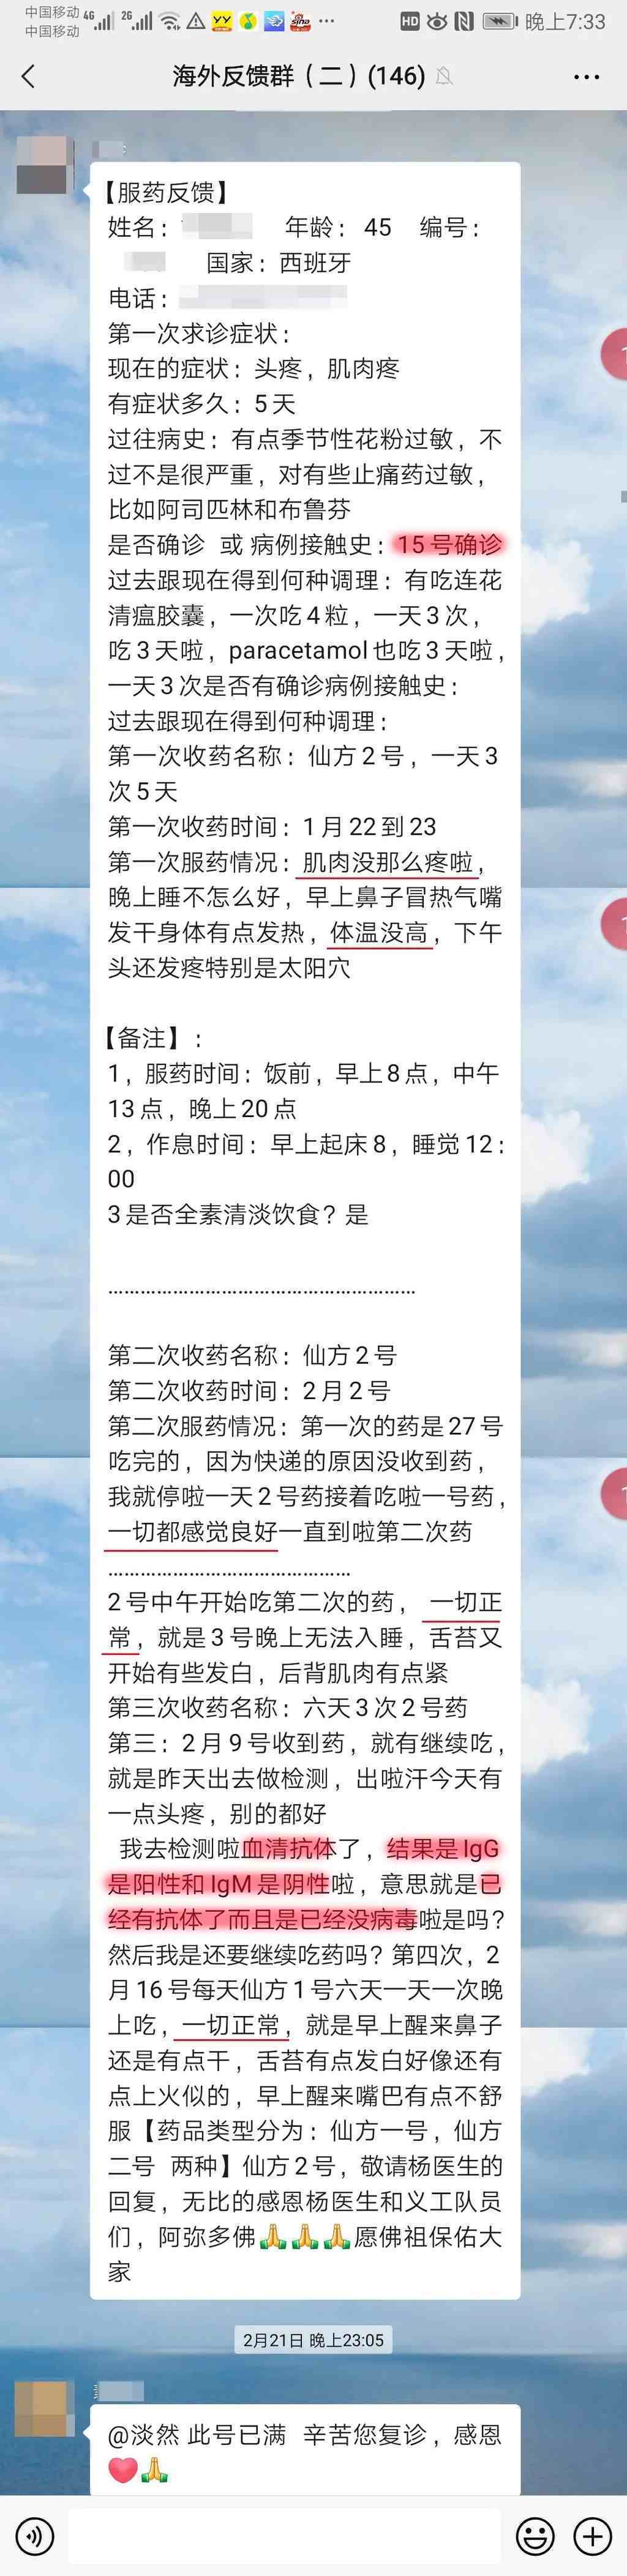 中国移动 4G 2G HD 晚上7:33
中国移动
海外反馈群（二）(146)
【服药反馈】
姓名： 年龄： 45 编号：
国家：西班牙
电话：
第一次求诊症状：
现在的症状：头疼，肌肉疼
有症状多久：5天
过往病史：有点季节性花粉过敏，不
过不是很严重，对有些止痛药过敏，
比如阿司匹林和布鲁芬
是否确诊 或 病例接触史：15号确诊
过去跟现在得到何种调理：有吃连花
清瘟胶囊，一次吃4粒，一天3次，
吃3天啦，paracetamol也吃3天啦，
一天3次是否有确诊病例接触史：
过去跟现在得到何种调理：
第一次收药名称：仙方2号，一天3
次5天
第一次收药时间：1月22到23
第一次服药情况：肌肉没那么疼啦，
晚上睡不怎么好，早上鼻子冒热气嘴
发干身体有点发热，体温没高，下午
头还发疼特别是太阳穴
【备注】：
1，服药时间：饭前，早上8点，中午
13点，晚上20点
2，作息时间：早上起床8，睡觉12：
00
3是否全素清淡饮食？是
…………………………………………………
第二次收药名称：仙方2号
第二次收药时间：2月2号
第二次服药情况：第一次的药是27号
吃完的，因为快递的原因没收到药，
我就停啦一天2号药接着吃啦一号药，
一切都感觉良好一直到啦第二次药
………………………………………
2号中午开始吃第二次的药， 一切正
常，就是3号晚上无法入睡，舌苔又
开始有些发白，后背肌肉有点紧
第三次收药名称：六天3次2号药
第三：2月9号收到药，就有继续吃，
就是昨天出去做检测，出啦汗今天有
一点头疼，别的都好
我去检测啦血清抗体了，结果是IgG
是阳性和IgM是阴性啦，意思就是已
经有抗体了而且是已经没病毒啦是吗？
然后我是还要继续吃药吗？第四次，2
月16号每天仙方1号六天一天一次晚
上吃，一切正常，就是早上醒来鼻子
还是有点干，舌苔有点发白好像还有
点上火似的，早上醒来嘴巴有点不舒
服【药品类型分为：仙方一号，仙方
二号 两种】仙方2号，敬请杨医生的
回复，无比的感恩杨医生和义工队员
们，阿弥多佛🙏🙏🙏愿佛祖保佑大
家
2月21日 晚上23:05
@淡然 此号已满 辛苦您复诊，感恩
❤️🙏